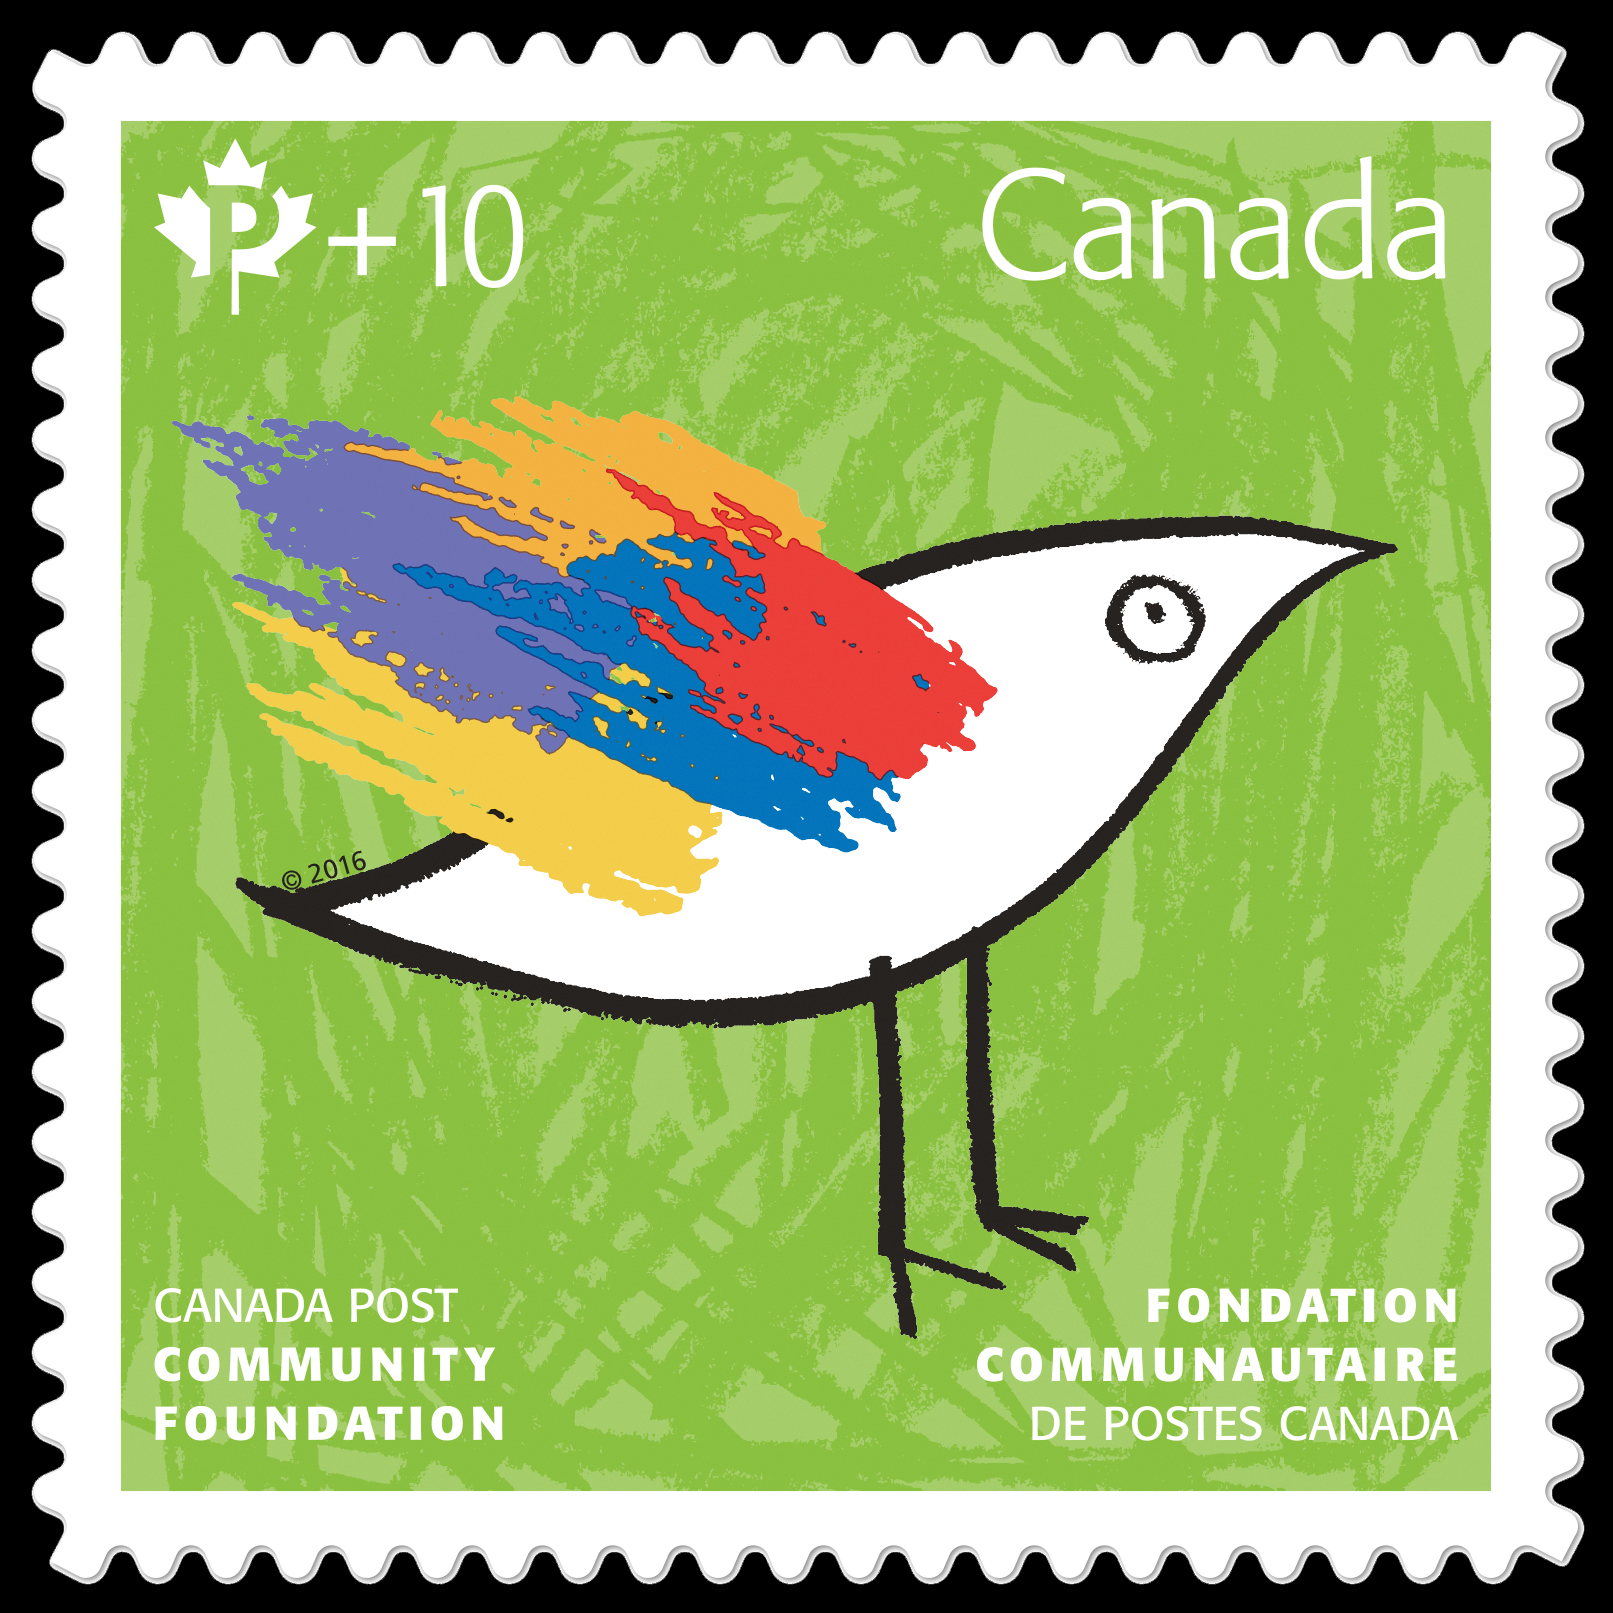 P +10
Canada
© 2016
CANADA POST
COMMUNITY
FOUNDATION
FONDATION
COMMUNAUTAIRE
DE POSTES CANADA